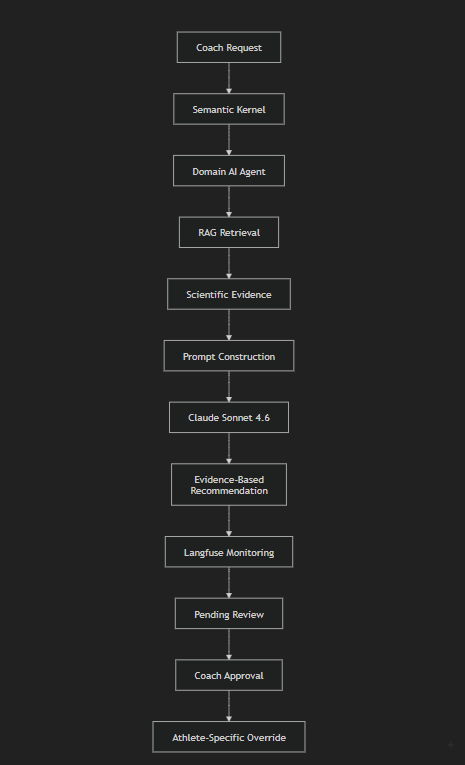 Coach Request
Semantic Kernel
Domain AI Agent
RAG Retrieval
Scientific Evidence
Prompt Construction
Claude Sonnet 4.6
Evidence-Based
Recommendation
Langfuse Monitoring
Pending Review
Coach Approval
Athlete-Specific Override